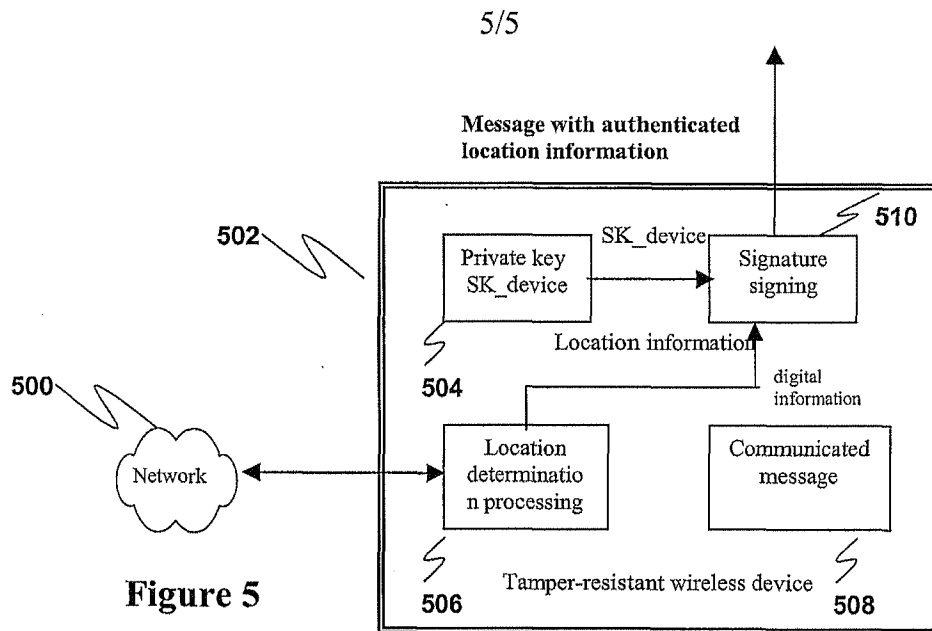 5/5
Message with authenticated
location information
502
510
SK_device
Private key
SK_device
Signature
signing
504
Location information
digital
information
500
Network
Location
determinatio
n processing
Communicated
message
Figure 5
506
Tamper-resistant wireless device
508